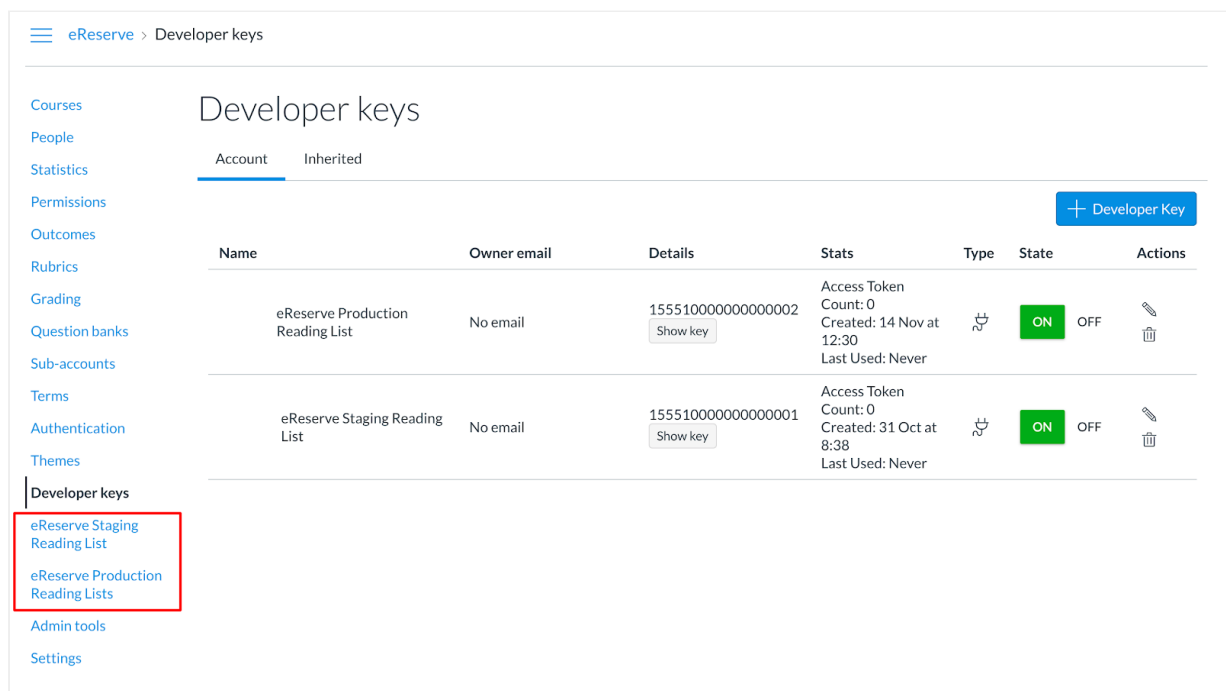 eReserve > Developer keys
Courses
People
Statistics
Permissions
Outcomes
Rubrics
Grading
Question banks
Sub-accounts
Terms
Authentication
Themes
Developer keys
eReserve Staging
Reading List
eReserve Production
Reading Lists
Admin tools
Settings
Developer keys
Account Inherited
Developer Key
Name Owner email Details Stats Type State Actions
eReserve Production
Reading List
No email
155510000000000002
Show key
Access Token
Count: 0
Created: 14 Nov at
12:30
Last Used: Never
ON OFF
eReserve Staging Reading
List
No email
155510000000000001
Show key
Access Token
Count: 0
Created: 31 Oct at
8:38
Last Used: Never
ON OFF